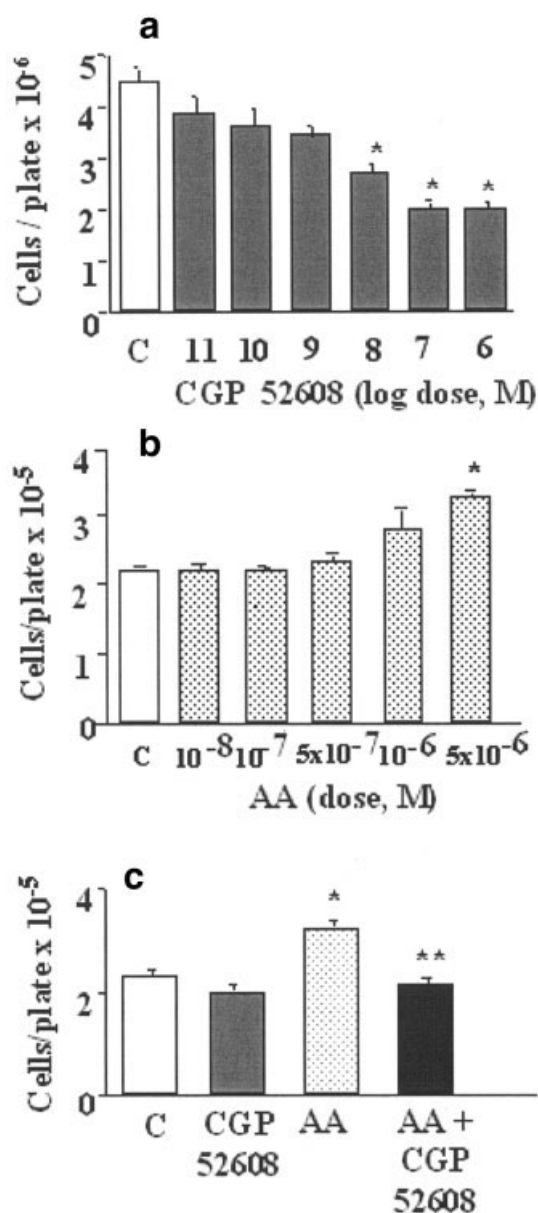 a
Cells / plate x 10-6
5
4
3
2
1
0
C 11 10 9 8 7 6
* * *
CGP 52608 (log dose, M)
b
Cells/plate x 10-5
4
3
2
1
0
*
C 10-8 10-7 5x10-7 10-6 5x10-6
AA (dose, M)
c
Cells/plate x 10-5
4
2
0
* **
C CGP 52608 AA AA + CGP 52608